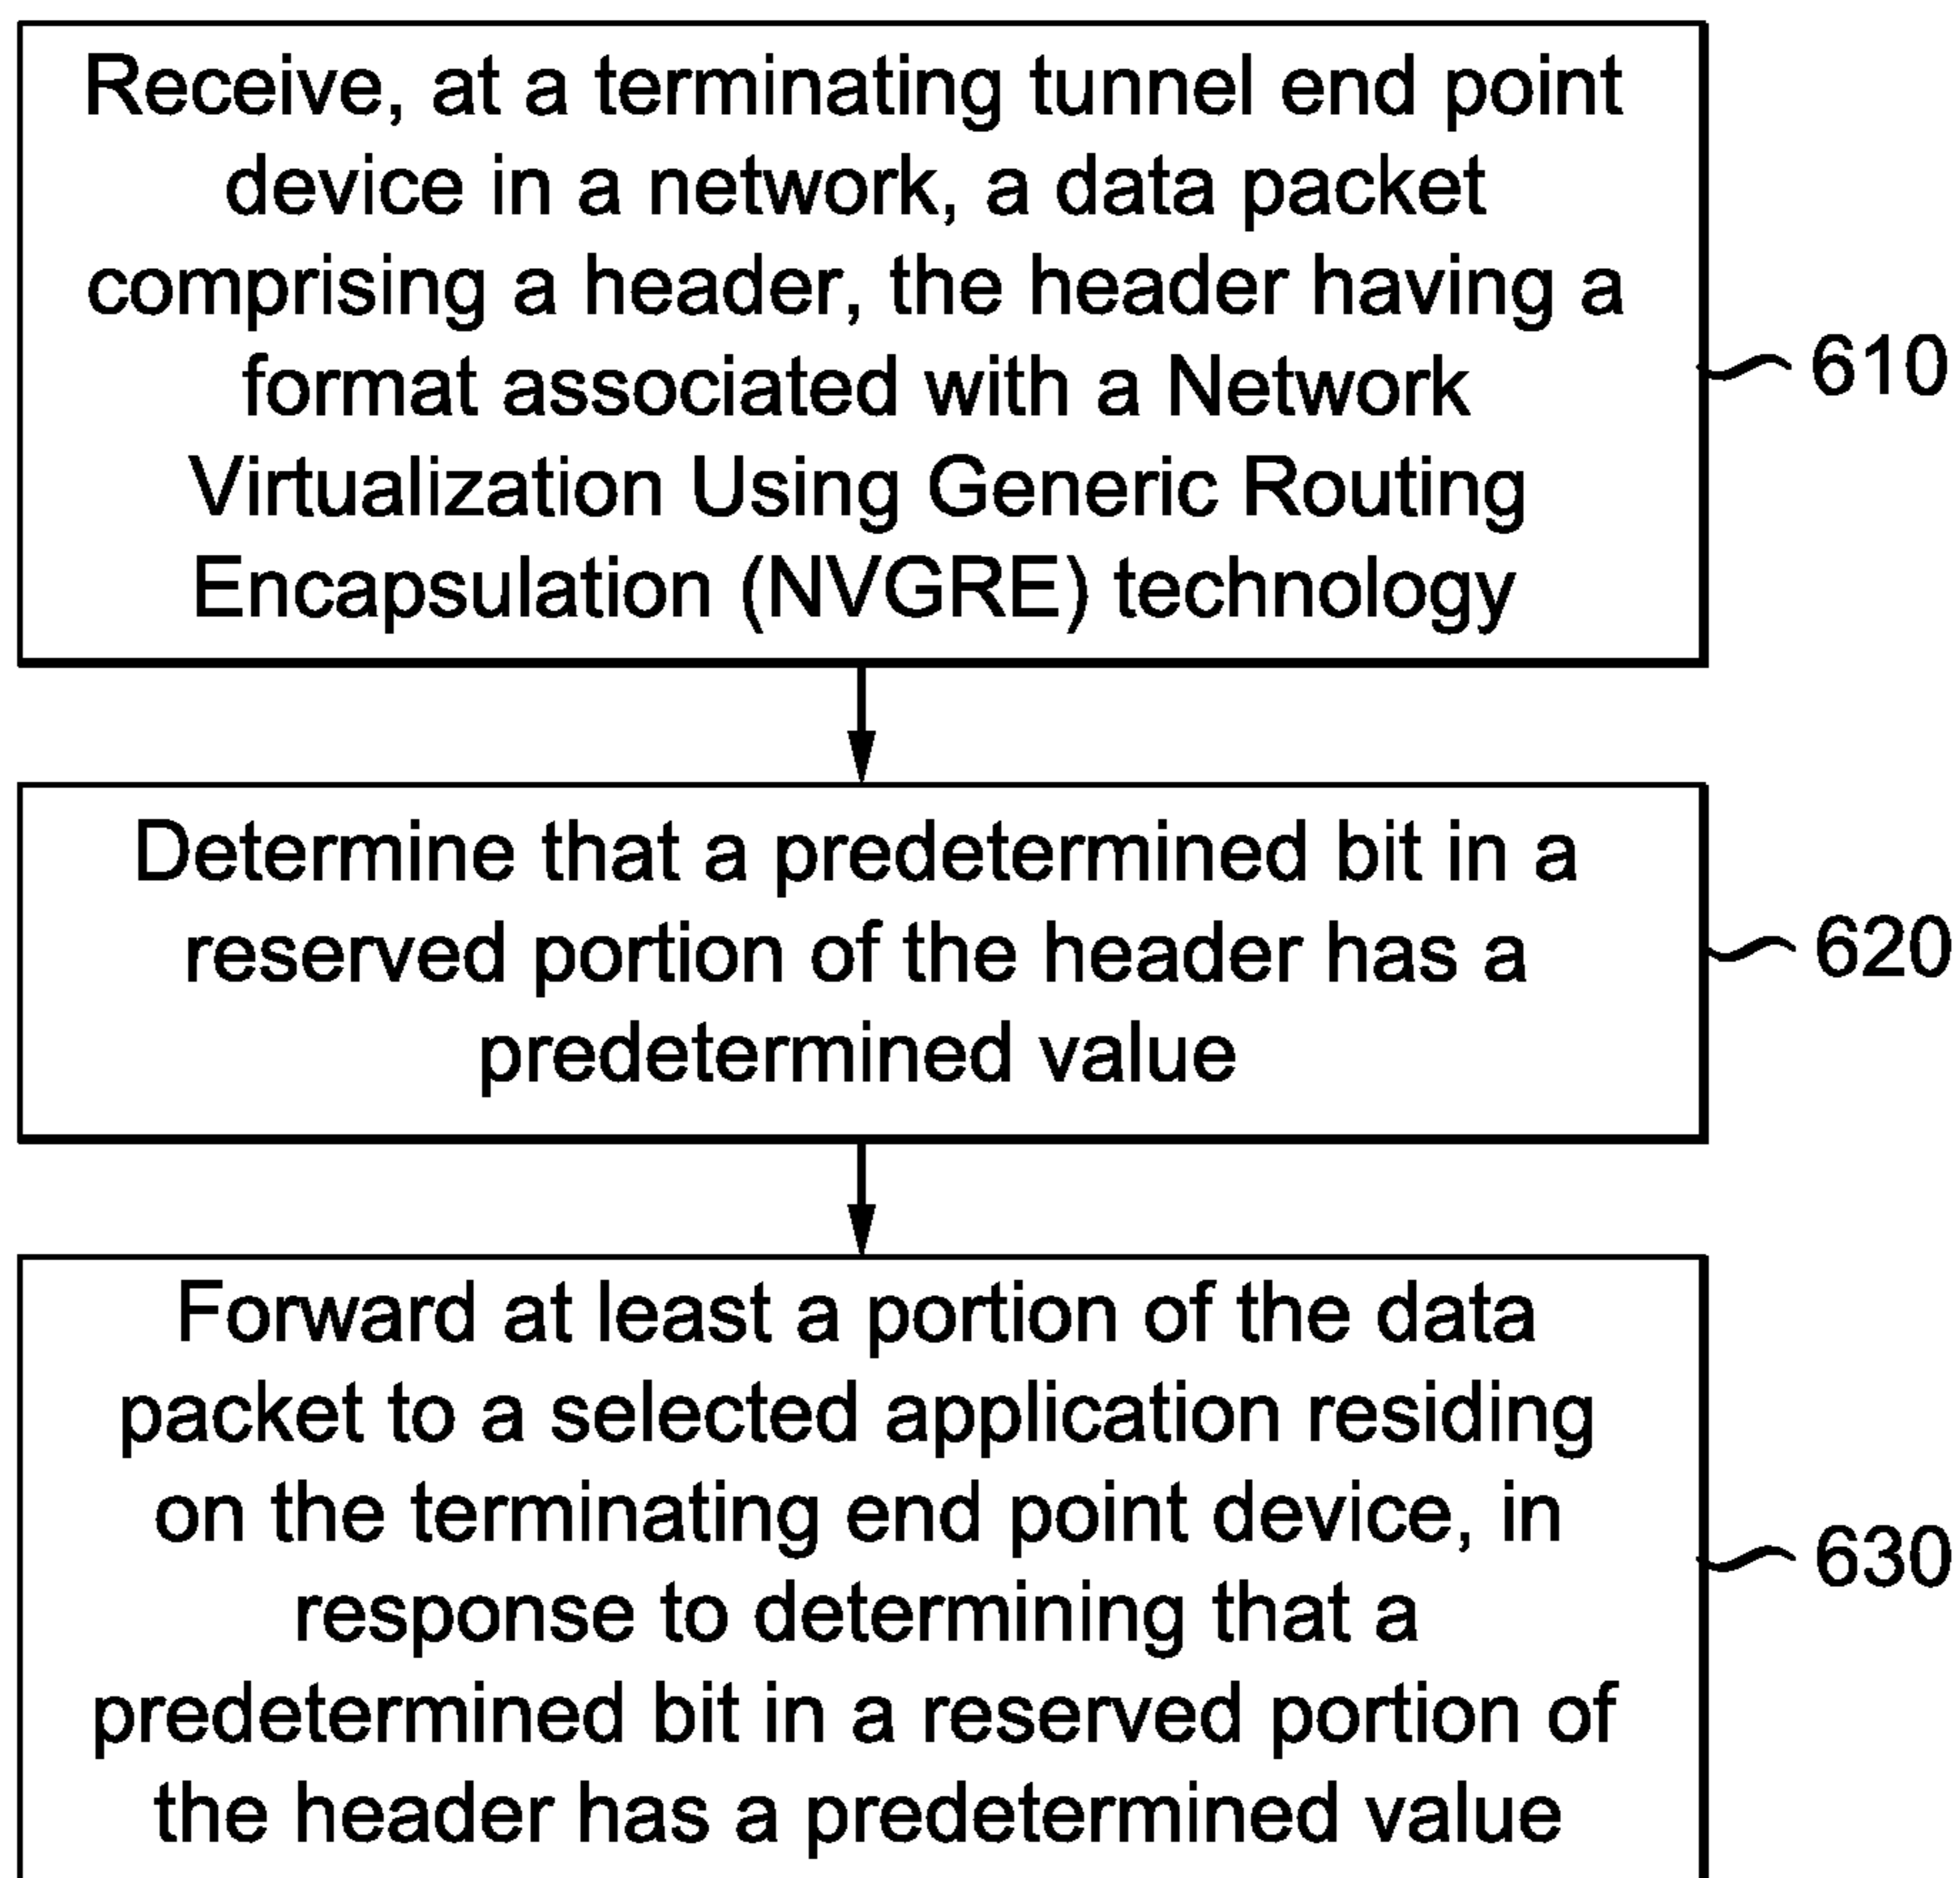 Receive, at a terminating tunnel end point
device in a network, a data packet
comprising a header, the header having a
format associated with a Network
Virtualization Using Generic Routing
Encapsulation (NVGRE) technology
610
Determine that a predetermined bit in a
reserved portion of the header has a
predetermined value
620
Forward at least a portion of the data
packet to a selected application residing
on the terminating end point device, in
response to determining that a
predetermined bit in a reserved portion of
the header has a predetermined value
630